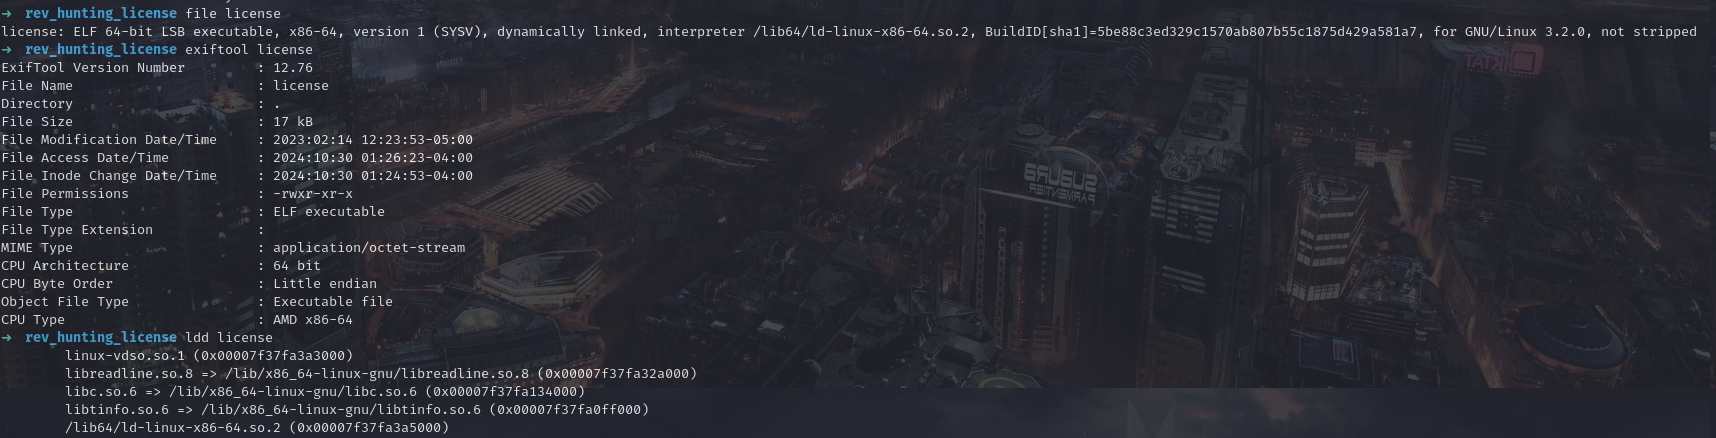 → rev_hunting_license file license
license: ELF 64-bit LSB executable, x86-64, version 1 (SYSV), dynamically linked, interpreter /lib64/ld-linux-x86-64.so.2, BuildID[sha1]=5be88c3ed329c1570ab807b55c1875d429a581a7, for GNU/Linux 3.2.0, not stripped
→ rev_hunting_license exiftool license
ExifTool Version Number : 12.76
File Name : license
Directory : .
File Size : 17 kB
File Modification Date/Time : 2023:02:14 12:23:53-05:00
File Access Date/Time : 2024:10:30 01:26:23-04:00
File Inode Change Date/Time : 2024:10:30 01:24:53-04:00
File Permissions : -rwxr-xr-x
File Type : ELF executable
File Type Extension :
MIME Type : application/octet-stream
CPU Architecture : 64 bit
CPU Byte Order : Little endian
Object File Type : Executable file
CPU Type : AMD x86-64
→ rev_hunting_license ldd license
linux-vdso.so.1 (0x00007f37fa3a3000)
libreadline.so.8 => /lib/x86_64-linux-gnu/libreadline.so.8 (0x00007f37fa32a000)
libc.so.6 => /lib/x86_64-linux-gnu/libc.so.6 (0x00007f37fa134000)
libtinfo.so.6 => /lib/x86_64-linux-gnu/libtinfo.so.6 (0x00007f37fa0ff000)
/lib64/ld-linux-x86-64.so.2 (0x00007f37fa3a5000)